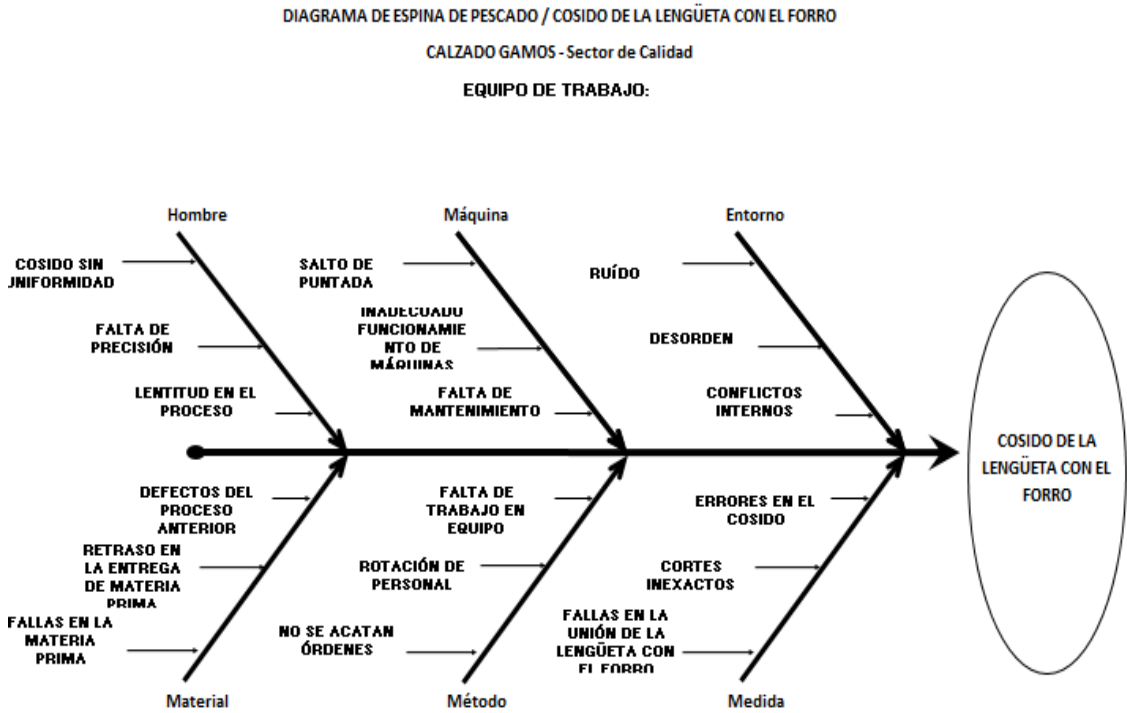 DIAGRAMA DE ESPINA DE PESCADO / COSIDO DE LA LENGÜETA CON EL FORRO
CALZADO GAMOS - Sector de Calidad
EQUIPO DE TRABAJO:
Hombre
Máquina
Entorno
COSIDO SIN
UNIFORMIDAD
FALTA DE
PRECISIÓN
LENTITUD EN EL
PROCESO
SALTO DE
PUNTADA
INADECUADO
FUNCIONAMIE
NTO DE
MÁQUINAS
FALTA DE
MANTENIMIENTO
RUÍDO
DESORDEN
CONFLICTOS
INTERNOS
COSIDO DE LA
LENGÜETA CON EL
FORRO
DEFECTOS DEL
PROCESO
ANTERIOR
RETRASO EN
LA ENTREGA
DE MATERIA
PRIMA
FALLAS EN LA
MATERIA
PRIMA
FALTA DE
TRABAJO EN
EQUIPO
ROTACIÓN DE
PERSONAL
NO SE ACATAN
ÓRDENES
ERRORES EN EL
COSIDO
CORTES
INEXACTOS
FALLAS EN LA
UNIÓN DE LA
LENGÜETA CON
EL FORRO
Material
Método
Medida